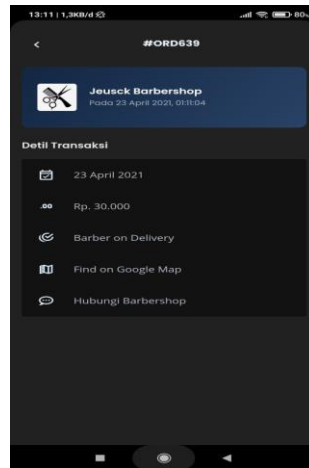 13:11 | 1,3KB/d
#ORD639
Jeusck Barbershop
Pada 23 April 2021, 01:11:04
Detil Transaksi
23 April 2021
.00 Rp. 30.000
Barber on Delivery
Find on Google Map
Hubungi Barbershop